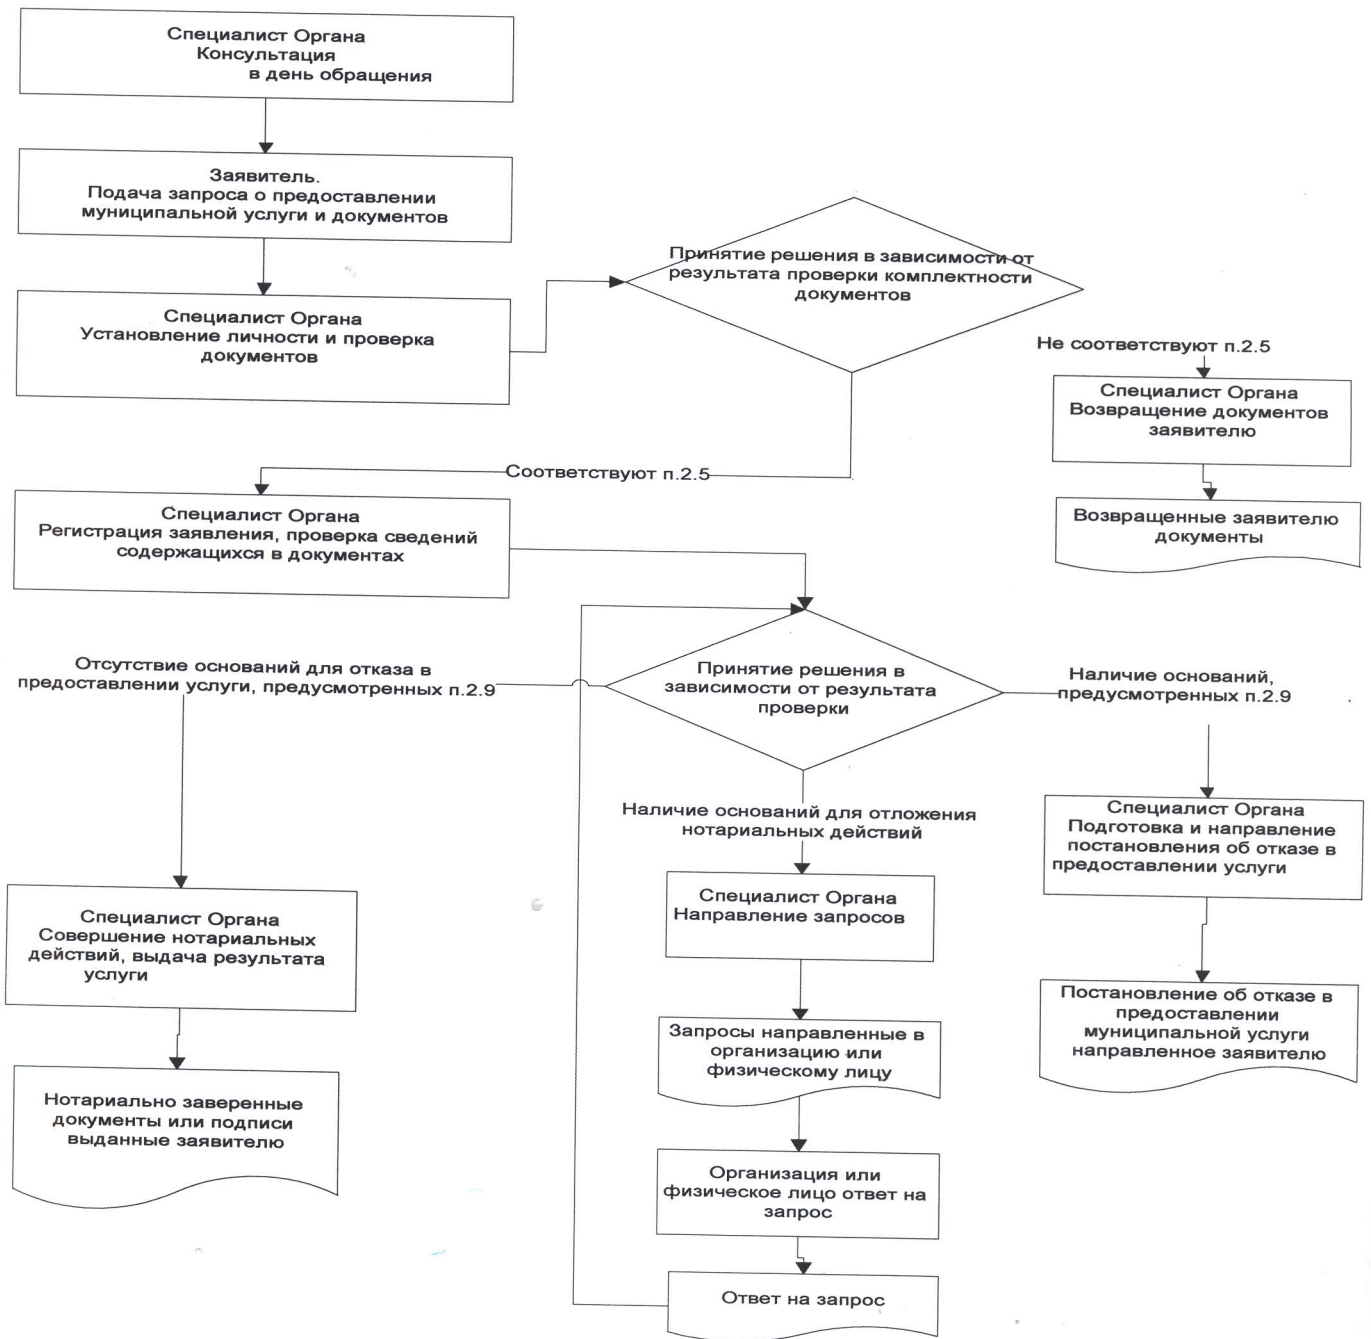 Специалист Органа
Консультация
в день обращения
Заявитель.
Подача запроса о предоставлении
муниципальной услуги и документов
Специалист Органа
Установление личности и проверка
документов
Принятие решения в зависимости от
результата проверки комплектности
документов
Не соответствуют п.2.5
Специалист Органа
Возвращение документов
заявителю
Возвращенные заявителю
документы
Соответствуют п.2.5
Специалист Органа
Регистрация заявления, проверка сведений
содержащихся в документах
Отсутствие оснований для отказа в
предоставлении услуги, предусмотренных п.2.9
Принятие решения в
зависимости от результата
проверки
Наличие оснований,
предусмотренных п.2.9
Наличие оснований для отложения
нотариальных действий
Специалист Органа
Подготовка и направление
постановления об отказе в
предоставлении услуги
Специалист Органа
Направление запросов
Специалист Органа
Совершение нотариальных
действий, выдача результата
услуги
Постановление об отказе в
предоставлении
муниципальной услуги
направленное заявителю
Запросы направленные в
организацию или
физическому лицу
Нотариально заверенные
документы или подписи
выданные заявителю
Организация или
физическое лицо ответ на
запрос
Ответ на запрос